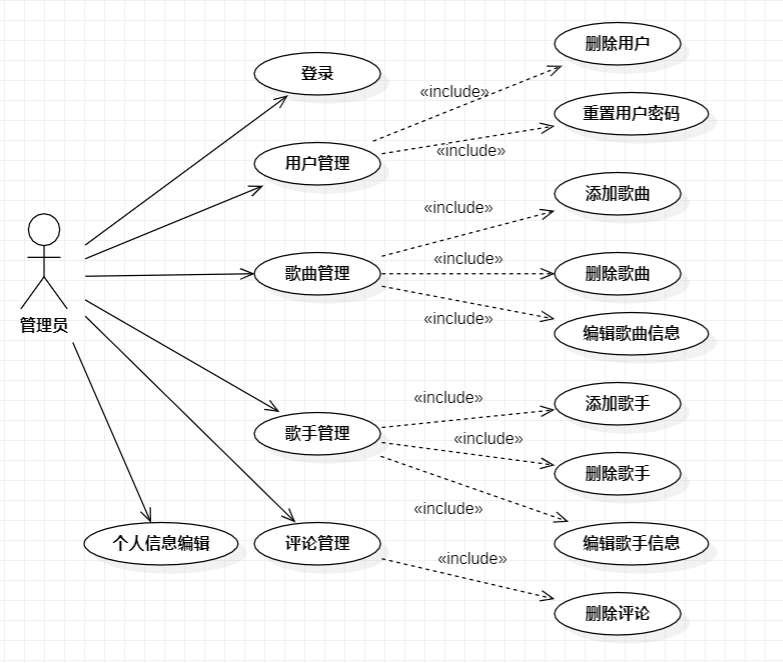 删除用户
登录
«include»
重置用户密码
«include»
用户管理
添加歌曲
«include»
«include»
歌曲管理
删除歌曲
«include»
管理员
编辑歌曲信息
«include»
添加歌手
歌手管理
«include»
删除歌手
«include»
个人信息编辑
评论管理
编辑歌手信息
«include»
删除评论